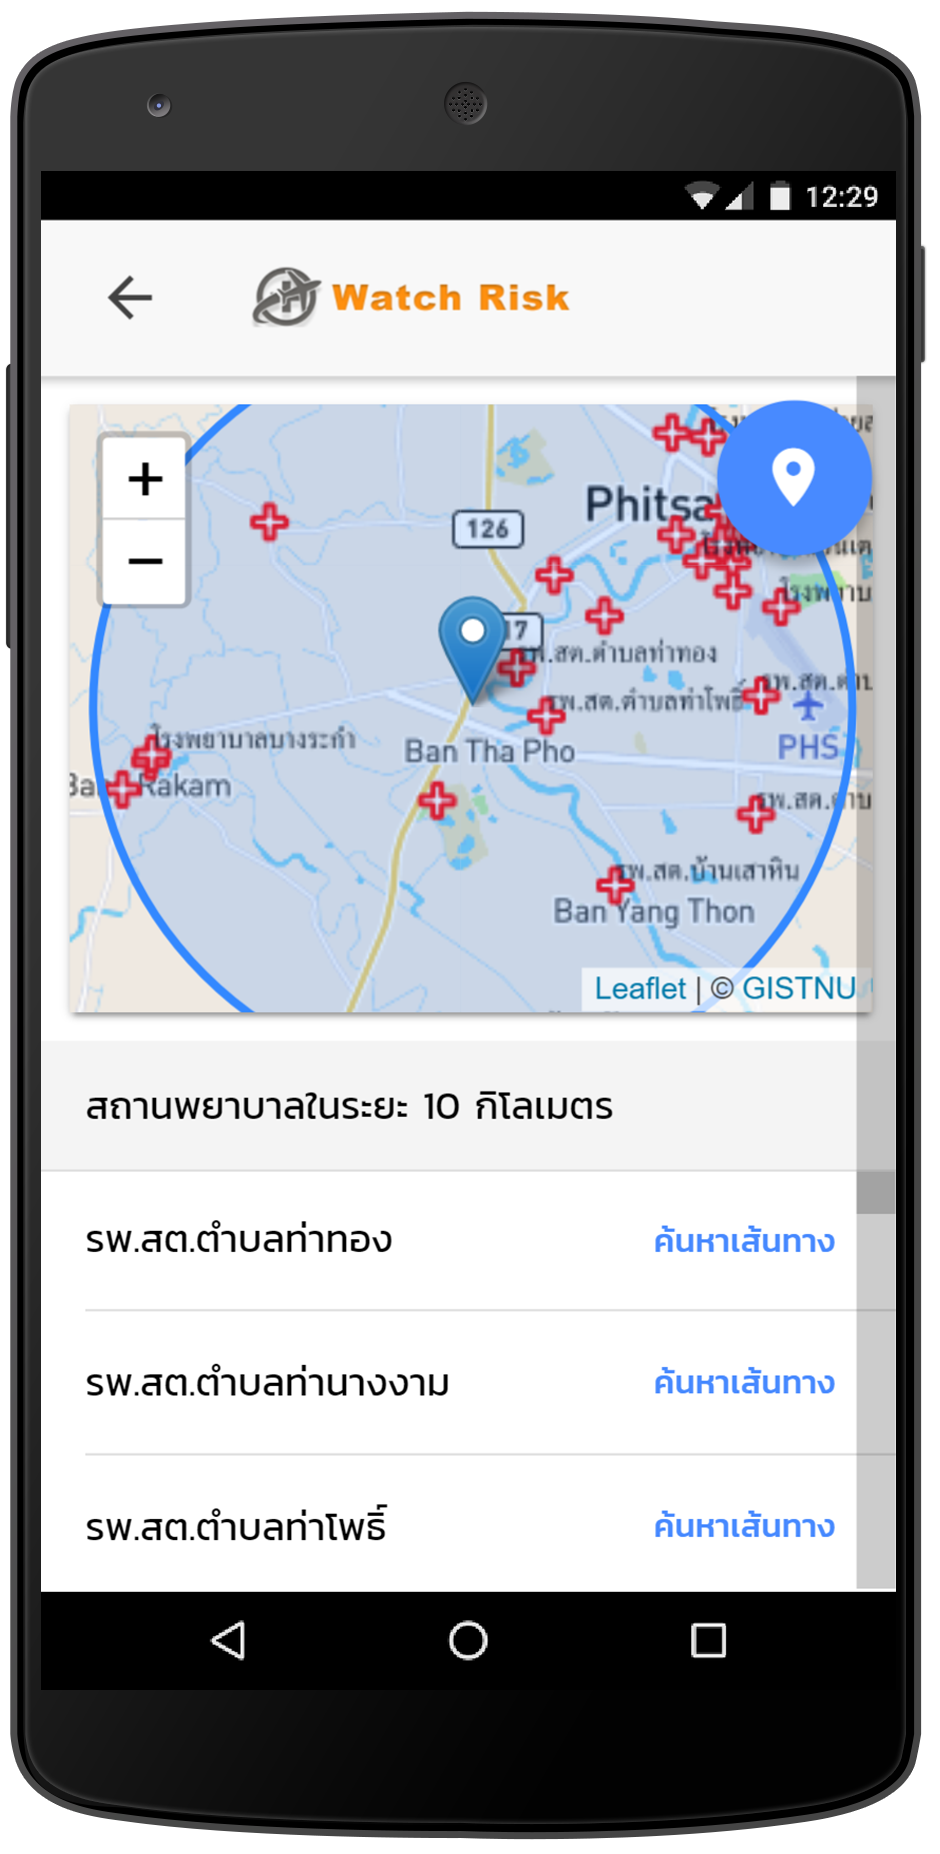 12:29
Watch Risk
+
−
126
17
รพ.สต.ตำบลท่าทอง
รพ.สต.ตำบลท่าโพธิ์
โรงพยาบาลบางระกำ
Ban Tha Pho
PHS
Rakam
รพ.สต.บ้านเสาหิน
Ban Yang Thon
Leaflet | © GISTNU
สถานพยาบาลในระยะ 10 กิโลเมตร
รพ.สต.ตำบลท่าทอง ค้นหาเส้นทาง
รพ.สต.ตำบลท่านางงาม ค้นหาเส้นทาง
รพ.สต.ตำบลท่าโพธิ์ ค้นหาเส้นทาง